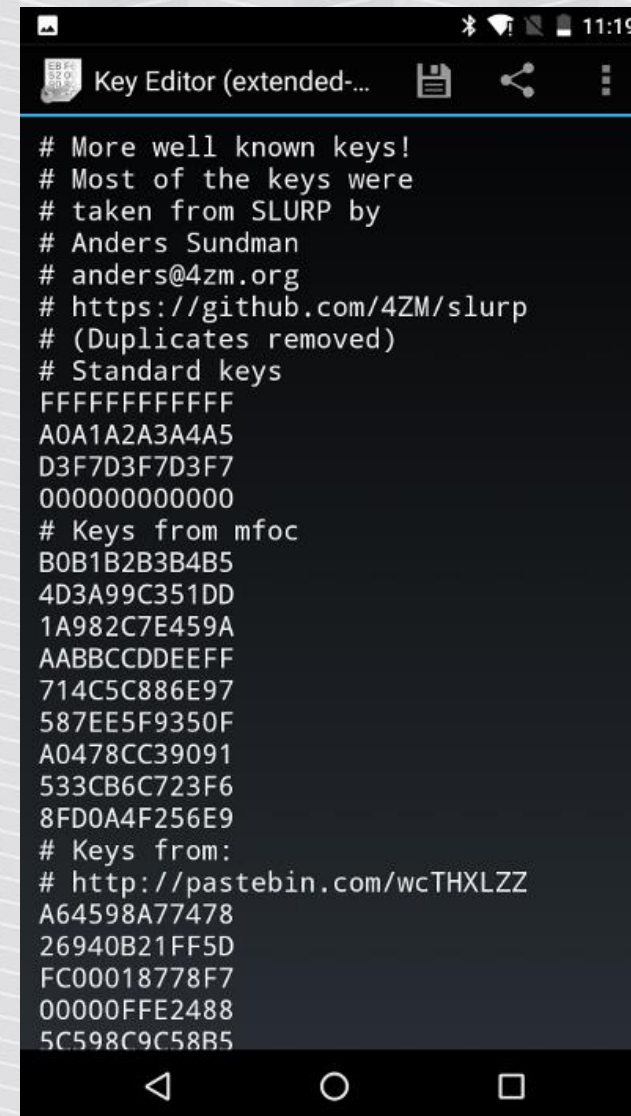 11:19
Key Editor (extended-...
# More well known keys!
# Most of the keys were
# taken from SLURP by
# Anders Sundman
# anders@4zm.org
# https://github.com/4ZM/slurp
# (Duplicates removed)
# Standard keys
FFFFFFFFFFFF
A0A1A2A3A4A5
D3F7D3F7D3F7
000000000000
# Keys from mfoc
B0B1B2B3B4B5
4D3A99C351DD
1A982C7E459A
AABBCCDDEEFF
714C5C886E97
587EE5F9350F
A0478CC39091
533CB6C723F6
8FD0A4F256E9
# Keys from:
# http://pastebin.com/wcTHXLZZ
A64598A77478
26940B21FF5D
FC00018778F7
00000FFE2488
5C598C9C58B5